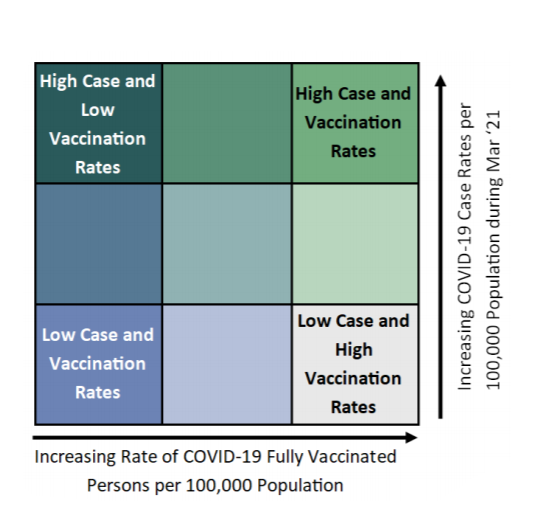 High Case and
Low
Vaccination
Rates
High Case and
Vaccination
Rates
Low Case and
Vaccination
Rates
Low Case and
High
Vaccination
Rates
Increasing COVID-19 Case Rates per
100,000 Population during Mar ‘21
Increasing Rate of COVID-19 Fully Vaccinated
Persons per 100,000 Population